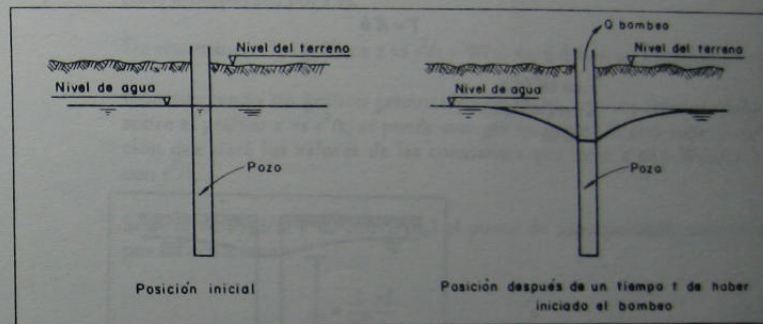 Q bombeo
Nivel del terreno
Nivel de agua
Pozo
Posición inicial
Nivel del terreno
Nivel de agua
Pozo
Posición después de un tiempo t de haber
iniciado el bombeo